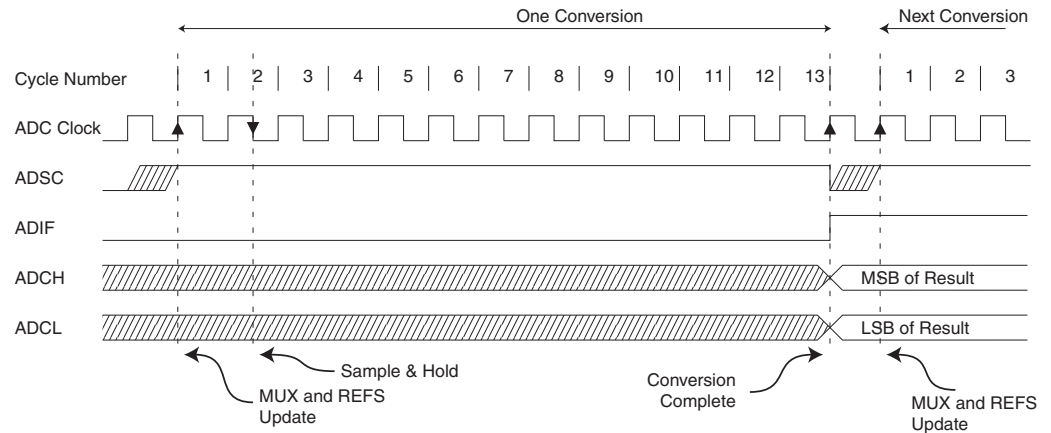 One Conversion
Next Conversion
Cycle Number 1 2 3 4 5 6 7 8 9 10 11 12 13 1 2 3
ADC Clock
ADSC
ADIF
ADCH MSB of Result
ADCL LSB of Result
Sample & Hold
MUX and REFS
Update
Conversion
Complete
MUX and REFS
Update